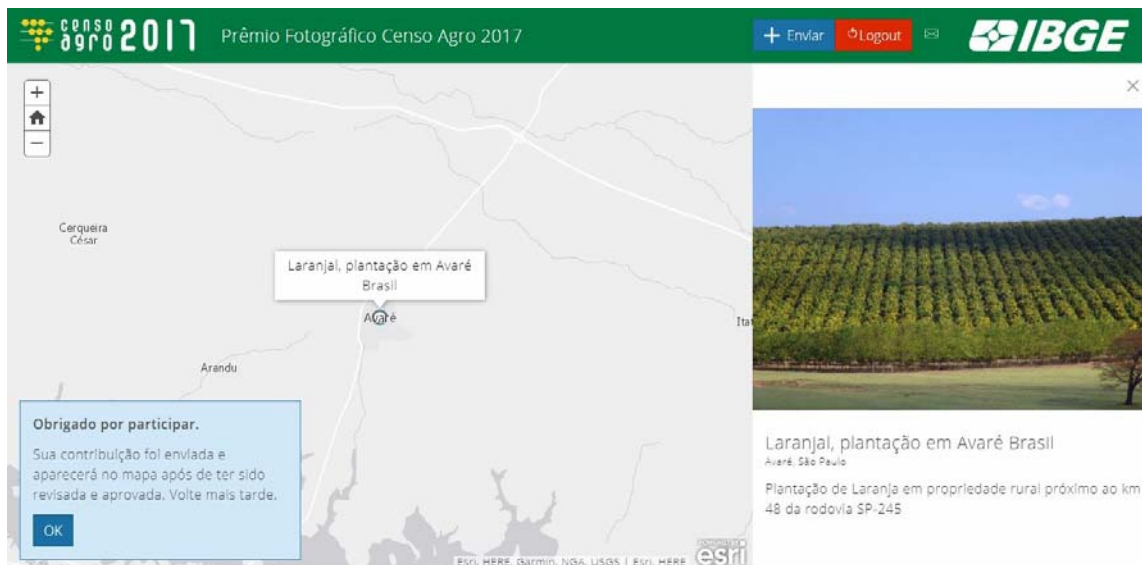 censo
agro 2017
Prêmio Fotográfico Censo Agro 2017
+ Enviar
Logout
IBGE
+
−
Cerqueira
César
Laranjal, plantação em Avaré
Brasil
Avaré
Arandu
Obrigado por participar.
Sua contribuição foi enviada e
aparecerá no mapa após de ter sido
revisada e aprovada. Volte mais tarde.
OK
Esri, HERE, Garmin, NGA, USGS | Esri, HERE
esri
Laranjal, plantação em Avaré Brasil
Avaré, São Paulo
Plantação de Laranja em propriedade rural próximo ao km
48 da rodovia SP-245